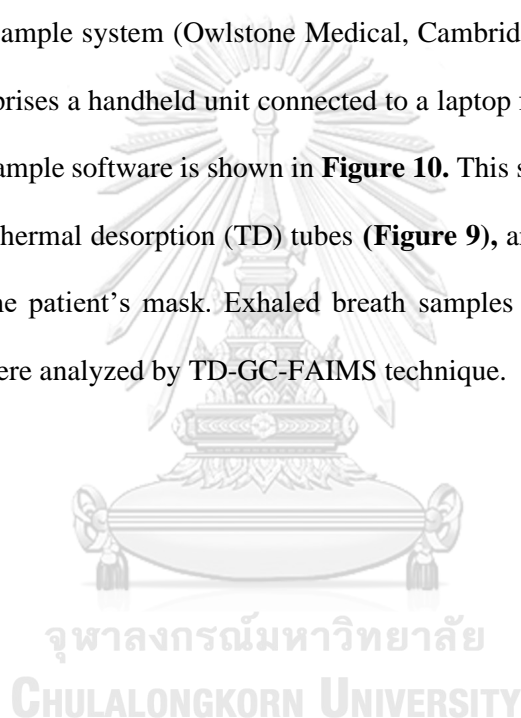 ample system (Owlstone Medical, Cambrid
prises a handheld unit connected to a laptop
ample software is shown in Figure 10. This s
hermal desorption (TD) tubes (Figure 9), a
e patient's mask. Exhaled breath samples
ere analyzed by TD-GC-FAIMS technique.
จุฬาลงกรณ์มหาวิทยาลัย
CHULALONGKORN UNIVERSITY